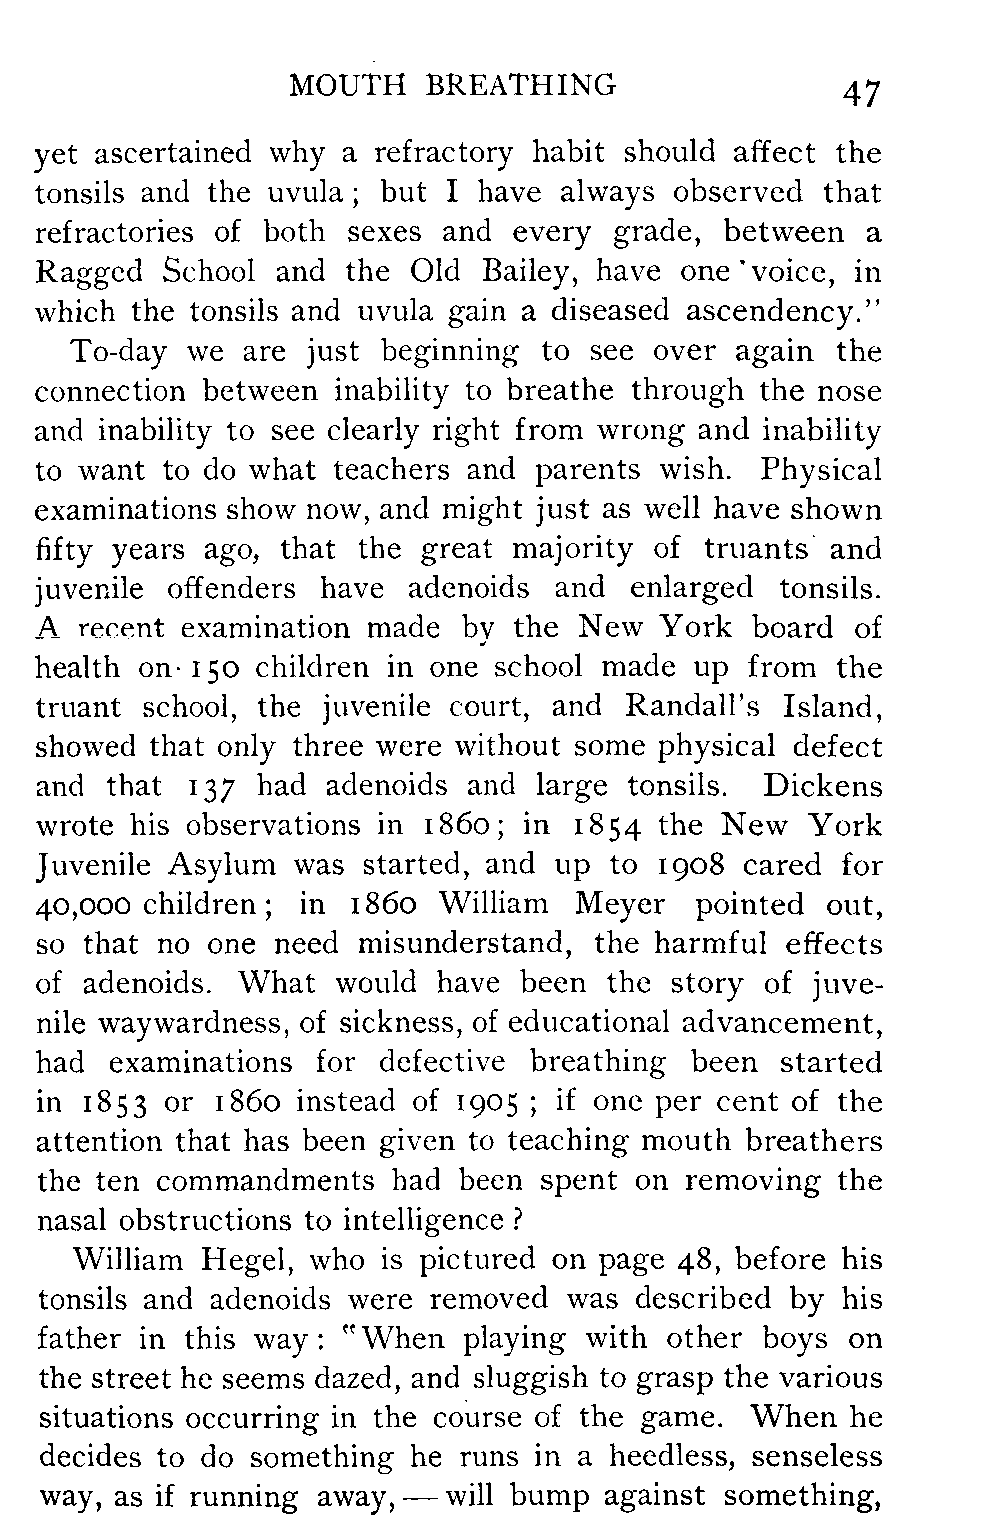 MOUTH BREATHING 47
yet ascertained why a refractory habit should affect the
tonsils and the uvula; but I have always observed that
refractories of both sexes and every grade, between a
Ragged School and the Old Bailey, have one voice, in
which the tonsils and uvula gain a diseased ascendency."
To-day we are just beginning to see over again the
connection between inability to breathe through the nose
and inability to see clearly right from wrong and inability
to want to do what teachers and parents wish. Physical
examinations show now, and might just as well have shown
fifty years ago, that the great majority of truants and
juvenile offenders have adenoids and enlarged tonsils.
A recent examination made by the New York board of
health on 150 children in one school made up from the
truant school, the juvenile court, and Randall's Island,
showed that only three were without some physical defect
and that 137 had adenoids and large tonsils. Dickens
wrote his observations in 1860; in 1854 the New York
Juvenile Asylum was started, and up to 1908 cared for
40,000 children; in 1860 William Meyer pointed out,
so that no one need misunderstand, the harmful effects
of adenoids. What would have been the story of juve-
nile waywardness, of sickness, of educational advancement,
had examinations for defective breathing been started
in 1853 or 1860 instead of 1905; if one per cent of the
attention that has been given to teaching mouth breathers
the ten commandments had been spent on removing the
nasal obstructions to intelligence?
William Hegel, who is pictured on page 48, before his
tonsils and adenoids were removed was described by his
father in this way: "When playing with other boys on
the street he seems dazed, and sluggish to grasp the various
situations occurring in the course of the game. When he
decides to do something he runs in a heedless, senseless
way, as if running away,—will bump against something,